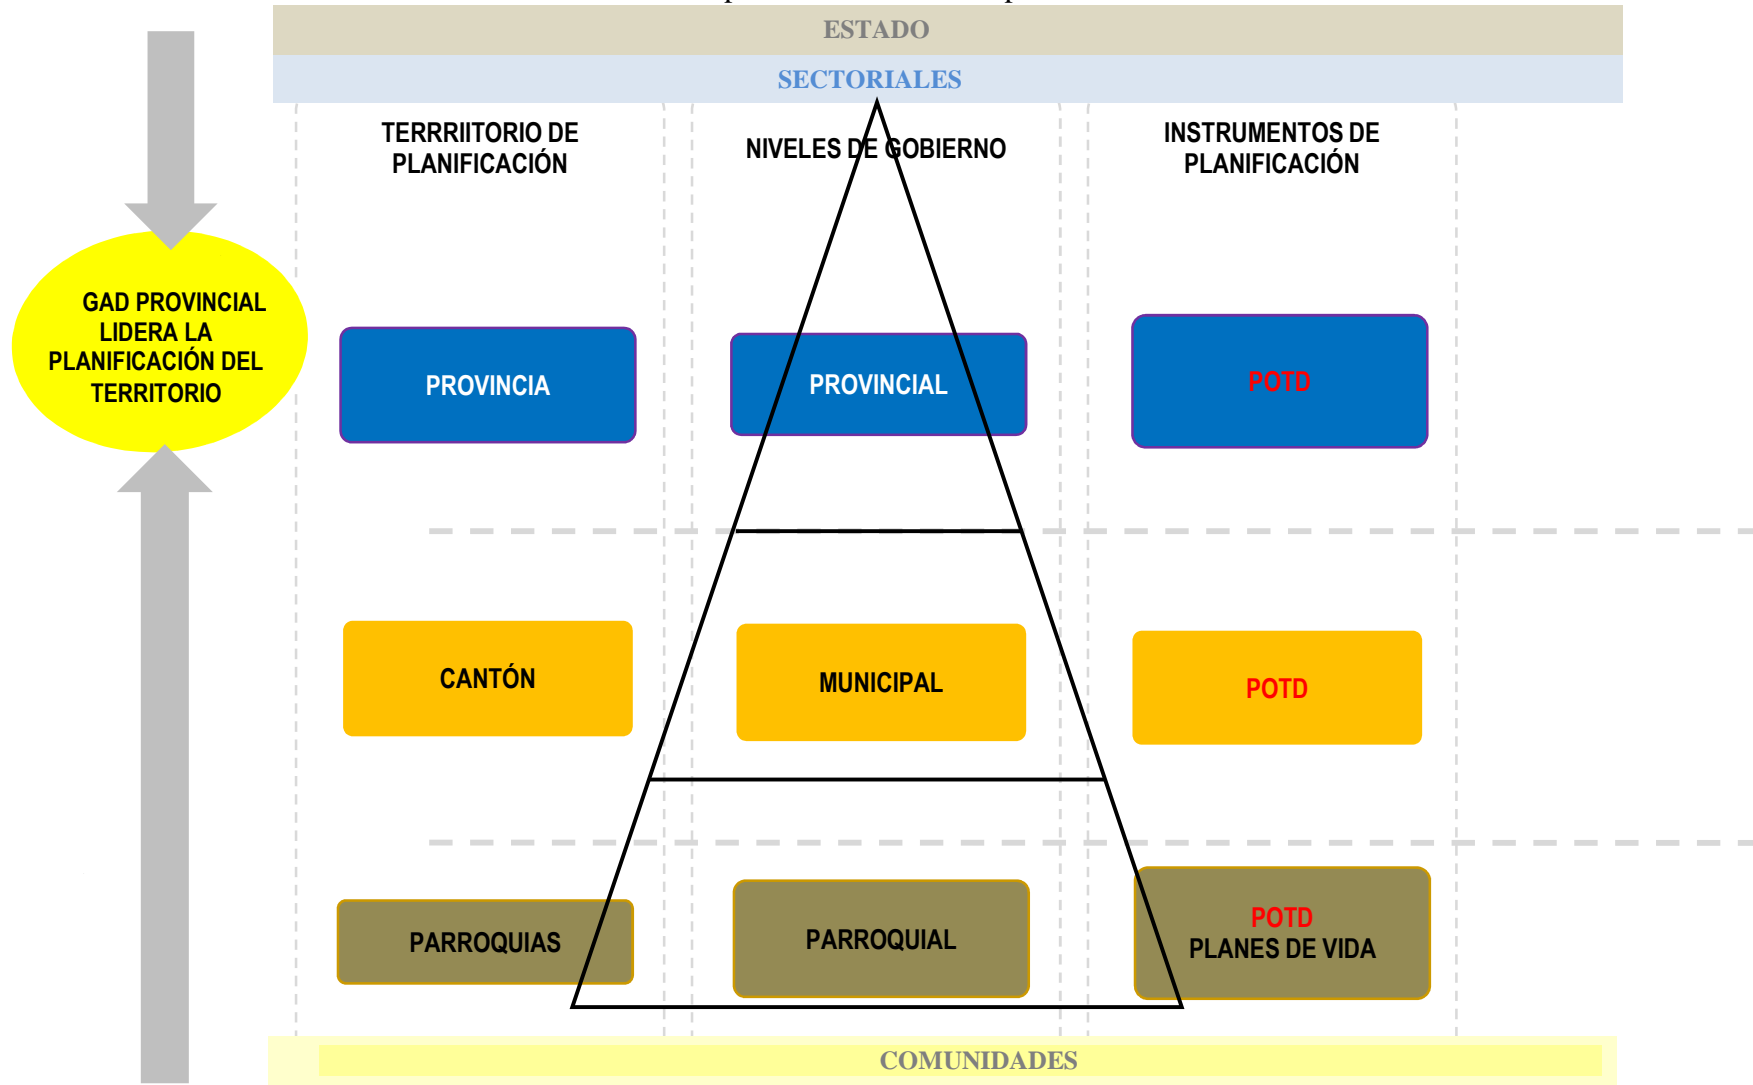 ESTADO
SECTORIALES
TERRRIITORIO DE
PLANIFICACIÓN
NIVELES DE GOBIERNO
INSTRUMENTOS DE
PLANIFICACIÓN
GAD PROVINCIAL
LIDERA LA
PLANIFICACIÓN DEL
TERRITORIO
PROVINCIA
PROVINCIAL
POTD
CANTÓN
MUNICIPAL
POTD
PARROQUIAS
PARROQUIAL
POTD
PLANES DE VIDA
COMUNIDADES